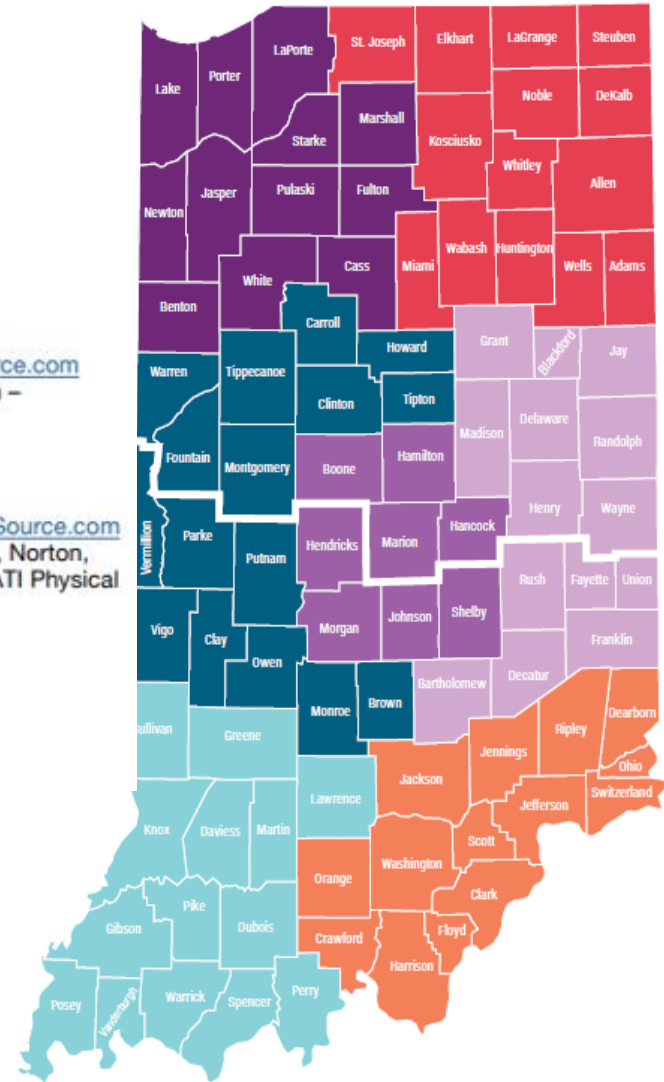 LaPorte
St. Joseph
Elkhart
LaGrange
Steuben
Lake
Porter
Noble
DeKalb
Marshall
Starke
Kosciusko
Whitley
Allen
Jasper
Pulaski
Fulton
Newton
Miami
Wabash
Huntington
Wells
Adams
White
Cass
Benton
Carroll
Grant
Blackford
Jay
Howard
rce.com
–
Warren
Tippecanoe
Clinton
Tipton
Madison
Delaware
Randolph
Fountain
Montgomery
Boone
Hamilton
Henry
Wayne
Source.com
, Norton,
ATI Physical
Vermillion
Parke
Putnam
Hendricks
Marion
Hancock
Rush
Fayette
Union
Vigo
Clay
Owen
Morgan
Johnson
Shelby
Franklin
Bartholomew
Decatur
Monroe
Brown
ullivan
Greene
Dearborn
Ripley
Jennings
Ohio
Jackson
Switzerland
Lawrence
Jefferson
Knox
Daviess
Martin
Scott
Washington
Orange
Clark
Pike
Gibson
Dubois
Crawford
Floyd
Harrison
Posey
Vanderburgh
Warrick
Spencer
Perry